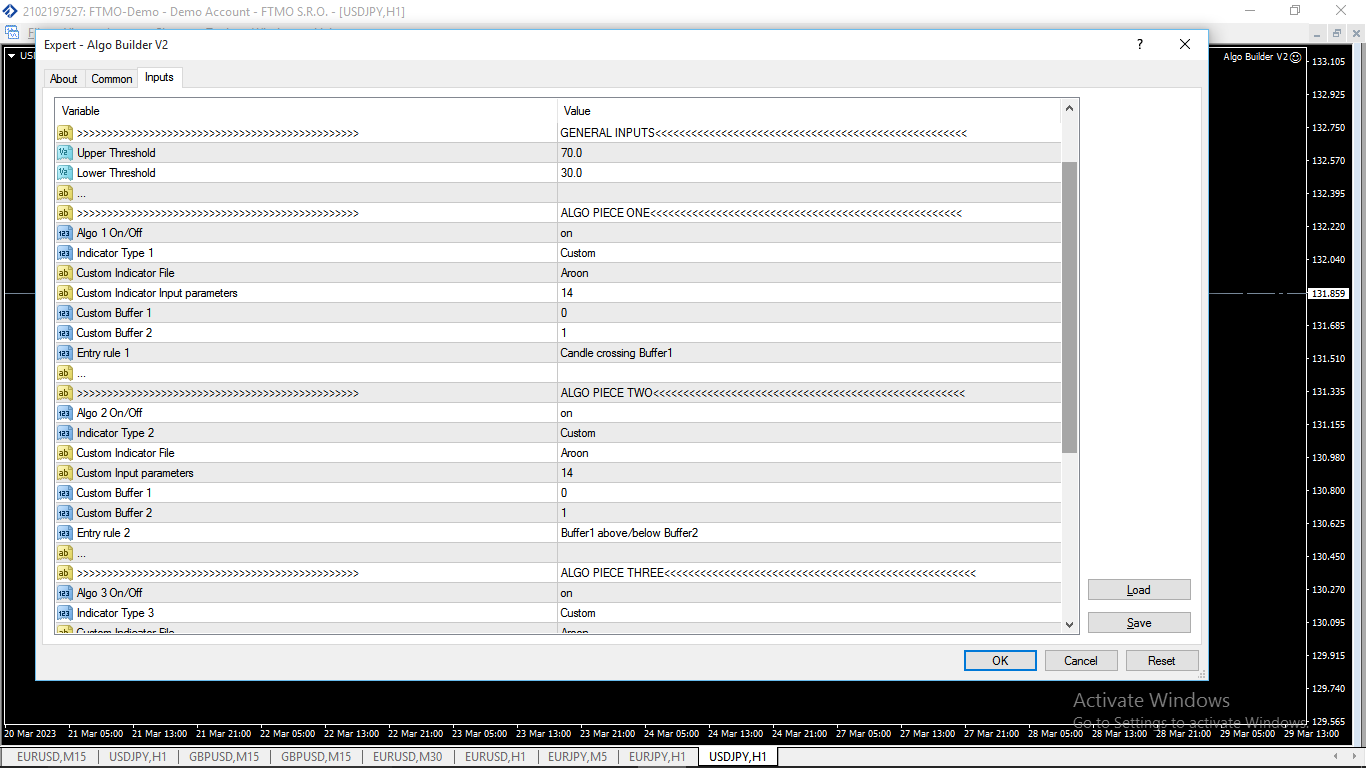 2102197527: FTMO-Demo - Demo Account - FTMO S.R.O. - [USDJPY,H1]
Expert - Algo Builder V2
?
USI
Algo Builder V2
About Common Inputs
Variable Value
>>>>>>>>>>>>>>>>>>>>>>>>>>>>>>>>>>>>>>>>>>>>>>> GENERAL INPUTS<<<<<<<<<<<<<<<<<<<<<<<<<<<<<<<<<<<<<<<<<<<<<<<<<<<<
Upper Threshold 70.0
Lower Threshold 30.0
...
>>>>>>>>>>>>>>>>>>>>>>>>>>>>>>>>>>>>>>>>>>>>>>> ALGO PIECE ONE<<<<<<<<<<<<<<<<<<<<<<<<<<<<<<<<<<<<<<<<<<<<<<<<<<<<
Algo 1 On/Off on
Indicator Type 1 Custom
Custom Indicator File Aroon
Custom Indicator Input parameters 14
Custom Buffer 1 0
Custom Buffer 2 1
Entry rule 1 Candle crossing Buffer1
...
>>>>>>>>>>>>>>>>>>>>>>>>>>>>>>>>>>>>>>>>>>>>>>> ALGO PIECE TWO<<<<<<<<<<<<<<<<<<<<<<<<<<<<<<<<<<<<<<<<<<<<<<<<<<<<
Algo 2 On/Off on
Indicator Type 2 Custom
Custom Indicator File Aroon
Custom Input parameters 14
Custom Buffer 1 0
Custom Buffer 2 1
Entry rule 2 Buffer1 above/below Buffer2
...
>>>>>>>>>>>>>>>>>>>>>>>>>>>>>>>>>>>>>>>>>>>>>>> ALGO PIECE THREE<<<<<<<<<<<<<<<<<<<<<<<<<<<<<<<<<<<<<<<<<<<<<<<<<<<<
Algo 3 On/Off on
Indicator Type 3 Custom
Custom Indicator File Aroon
Load
Save
OK Cancel Reset
133.105
132.925
132.750
132.570
132.395
132.220
132.040
131.859
131.685
131.510
131.335
131.155
130.980
130.800
130.625
130.450
130.270
130.095
129.915
129.740
129.565
Activate Windows
Go to Settings to activate Windows.
20 Mar 2023 21 Mar 05:00 21 Mar 13:00 21 Mar 21:00 22 Mar 05:00 22 Mar 13:00 22 Mar 21:00 23 Mar 05:00 23 Mar 13:00 23 Mar 21:00 24 Mar 05:00 24 Mar 13:00 24 Mar 21:00 27 Mar 05:00 27 Mar 13:00 27 Mar 21:00 28 Mar 05:00 28 Mar 13:00 28 Mar 21:00 29 Mar 05:00 29 Mar 13:00
EURUSD,M15 USDJPY,H1 GBPUSD,M15 GBPUSD,M15 EURUSD,M30 EURUSD,H1 EURJPY,M5 EURJPY,H1 USDJPY,H1